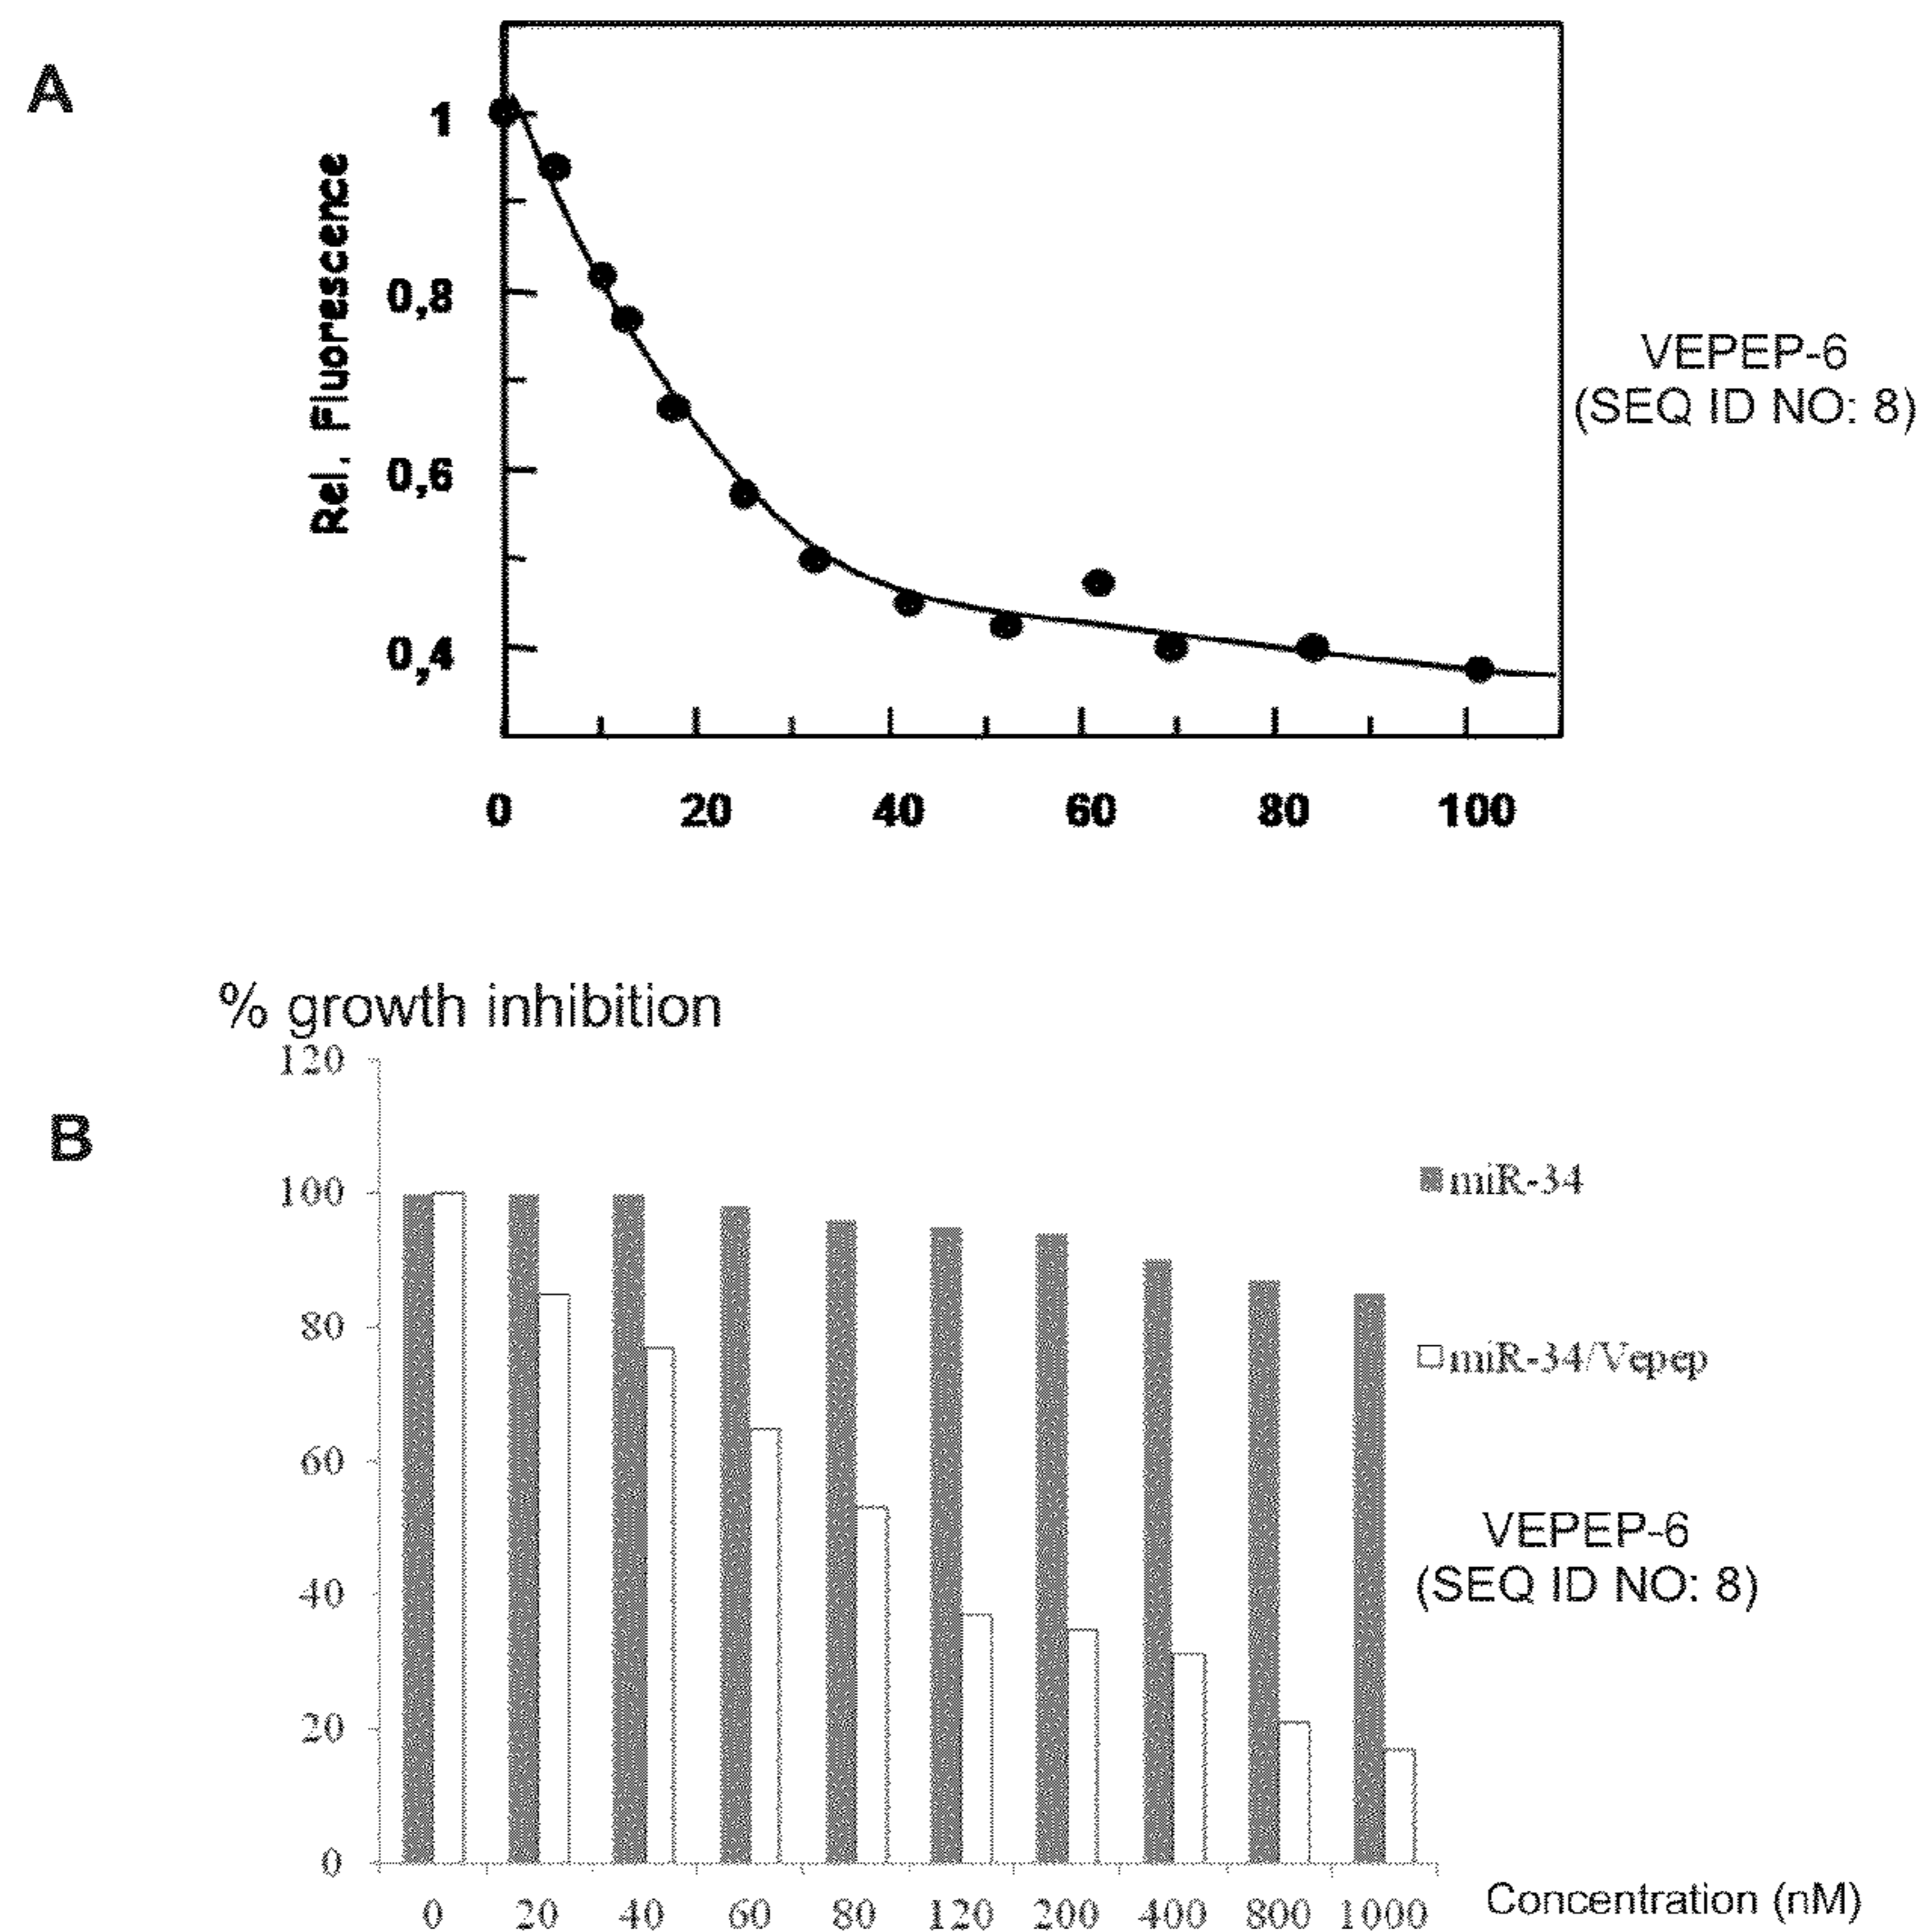 A
Rel. Fluorescence
1
0,8
0,6
0,4
0 20 40 60 80 100
VEPEP-6
(SEQ ID NO: 8)
% growth inhibition
B
120
100
80
60
40
20
0
0 20 40 60 80 120 200 400 800 1000
Concentration (nM)
miR-34
miR-34/Vepep
VEPEP-6
(SEQ ID NO: 8)